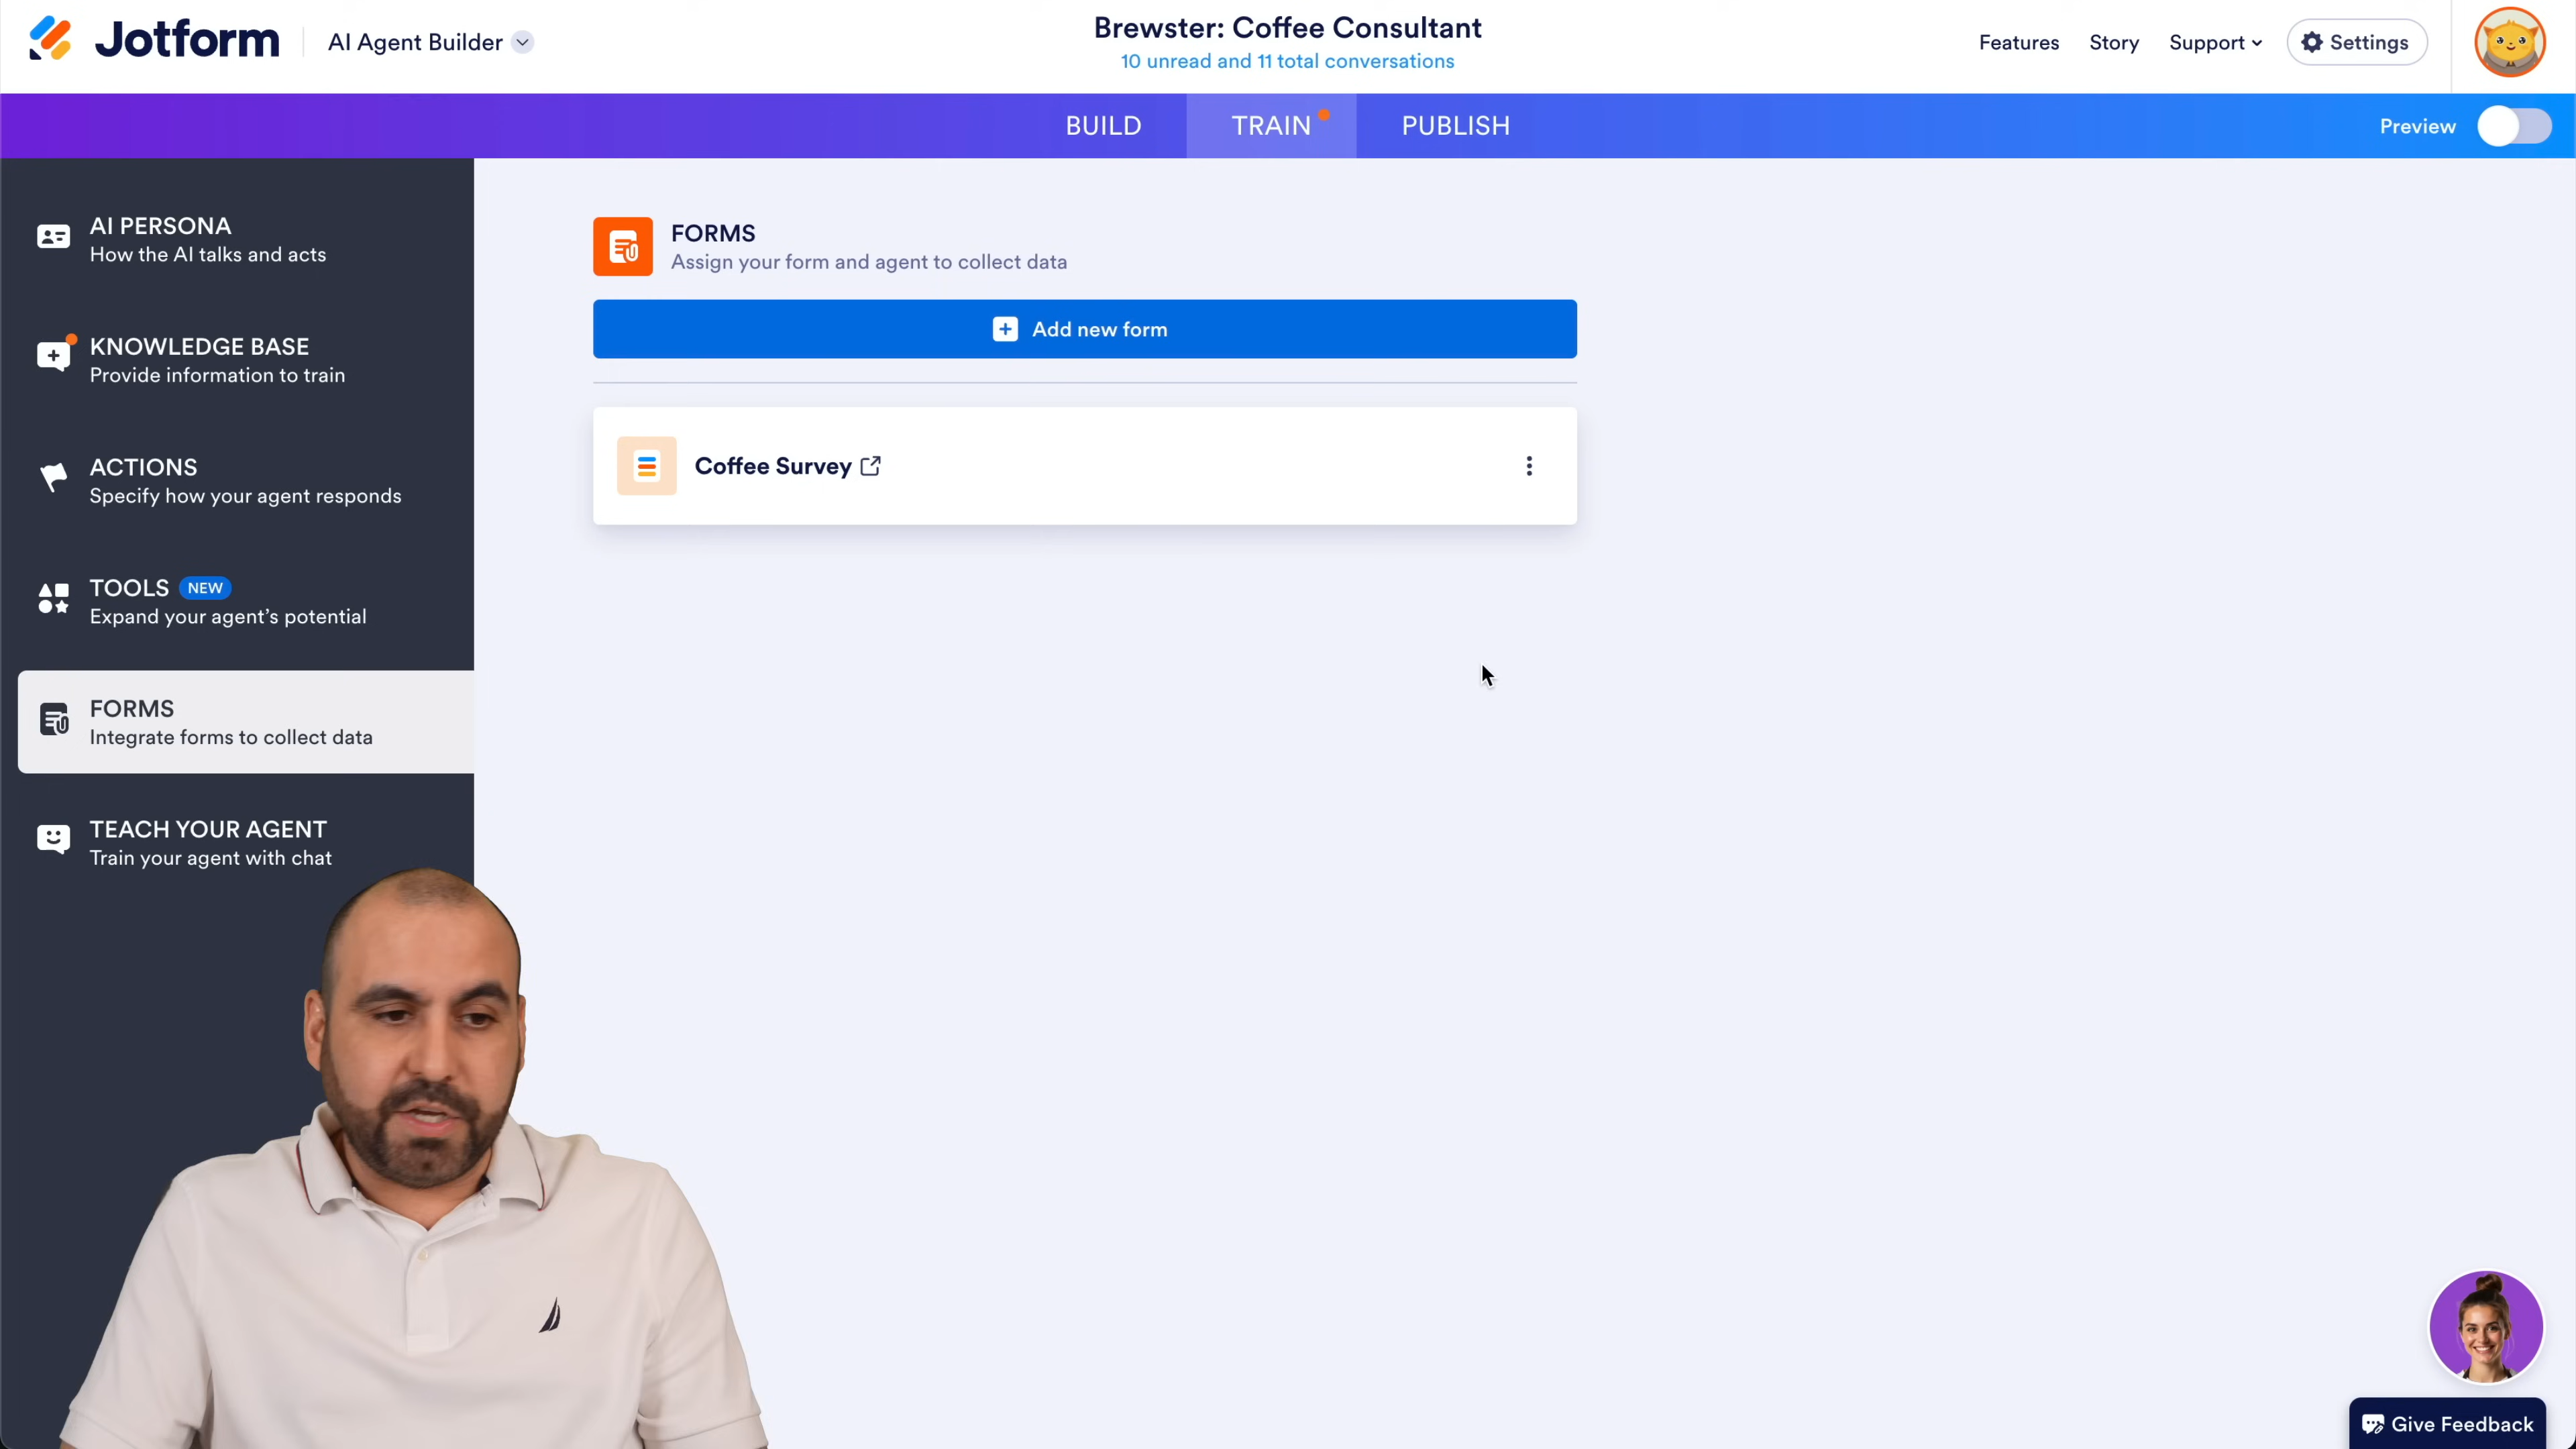 Jotform
AI Agent Builder
Brewster: Coffee Consultant
10 unread and 11 total conversations
Features
Story
Support
Settings
BUILD
TRAIN
PUBLISH
Preview
AI PERSONA
How the AI talks and acts
KNOWLEDGE BASE
Provide information to train
ACTIONS
Specify how your agent responds
TOOLS NEW
Expand your agent’s potential
FORMS
Integrate forms to collect data
TEACH YOUR AGENT
Train your agent with chat
FORMS
Assign your form and agent to collect data
Add new form
Coffee Survey
Give Feedback